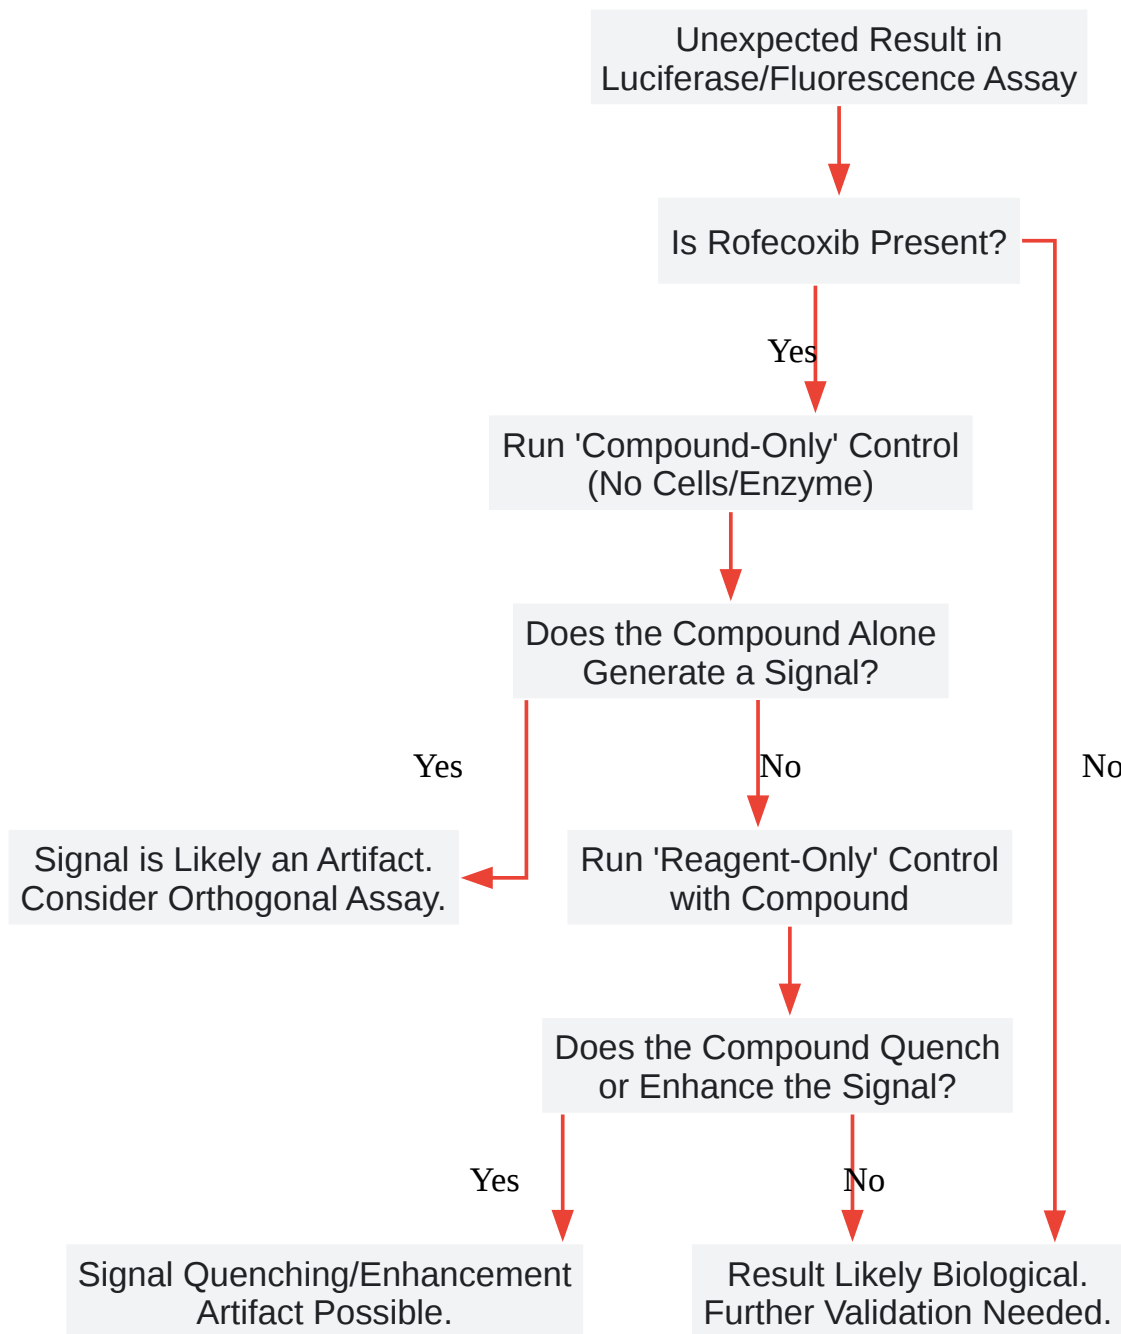 Unexpected Result in
Luciferase/Fluorescence Assay
Is Rofecoxib Present?
Yes
Run 'Compound-Only' Control
(No Cells/Enzyme)
Does the Compound Alone
Generate a Signal?
Yes
No
No
Signal is Likely an Artifact.
Consider Orthogonal Assay.
Run 'Reagent-Only' Control
with Compound
Does the Compound Quench
or Enhance the Signal?
Yes
No
Signal Quenching/Enhancement
Artifact Possible.
Result Likely Biological.
Further Validation Needed.